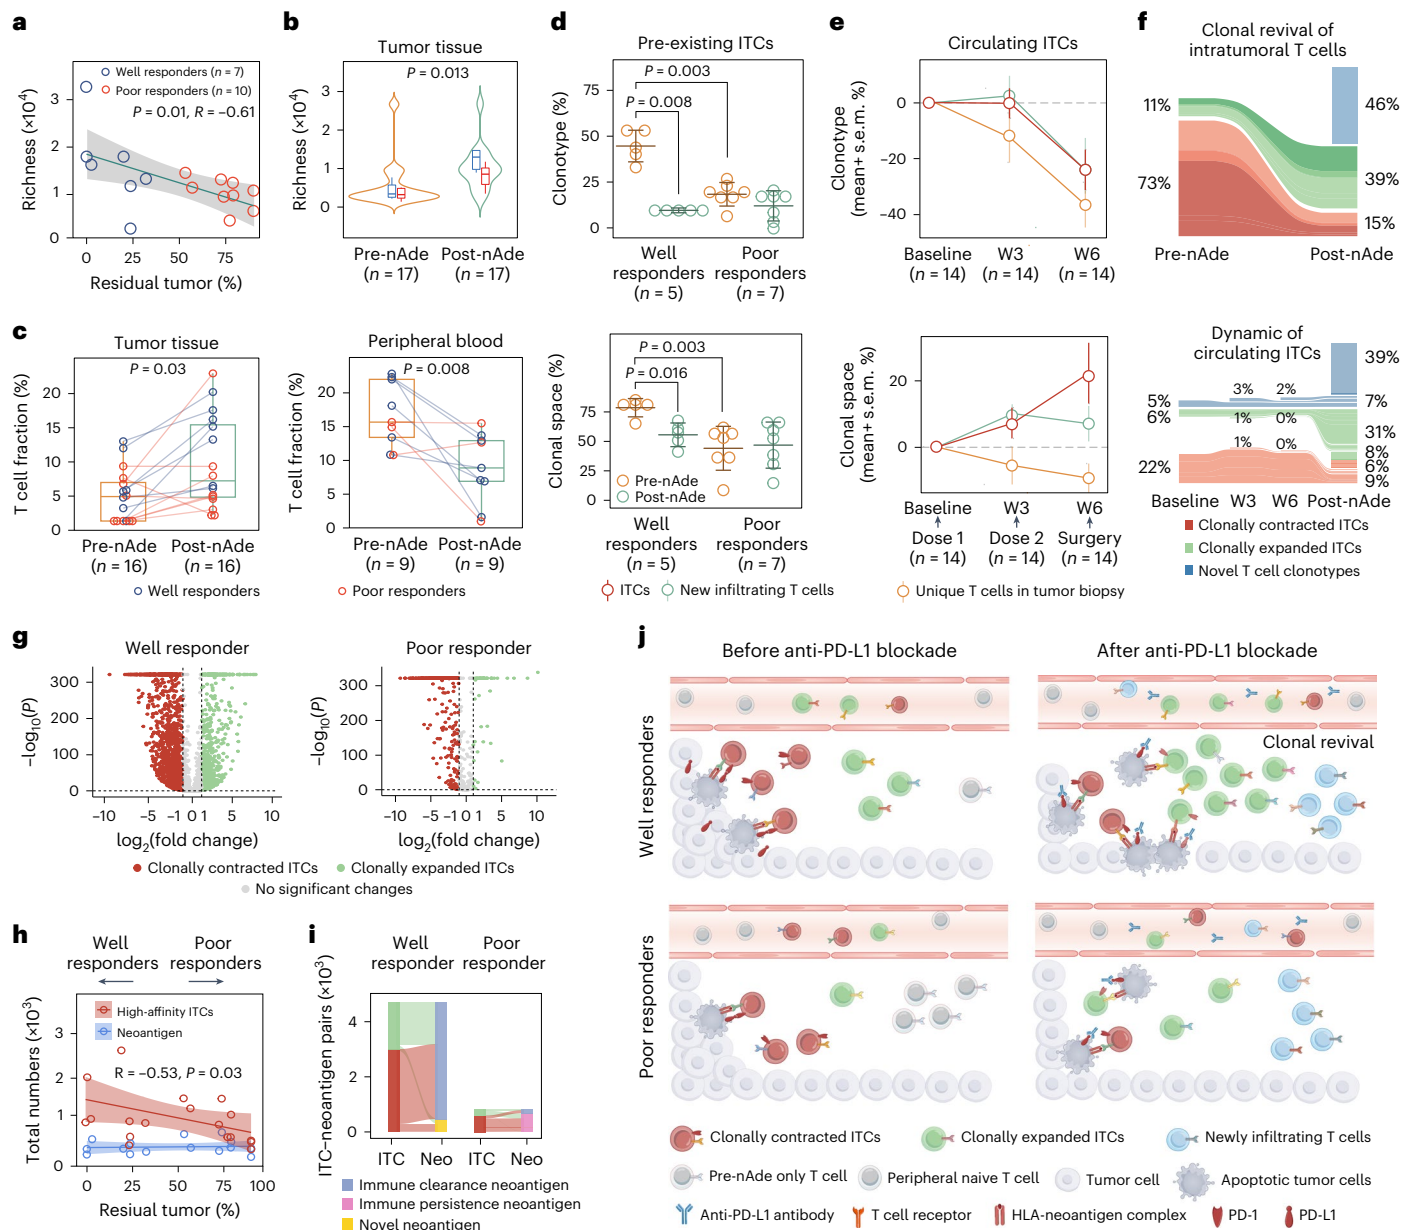 a
Well responders (n = 7)
Poor responders (n = 10)
P = 0.01, R = −0.61
Richness (×10⁴)
3
2
1
0
0 25 50 75
Residual tumor (%)
b
Tumor tissue
P = 0.013
Richness (×10⁴)
3
2
1
0
Pre-nAde Post-nAde
(n = 17) (n = 17)
c
Tumor tissue
P = 0.03
T cell fraction (%)
20
15
10
5
0
Pre-nAde Post-nAde
(n = 16) (n = 16)
Peripheral blood
P = 0.008
T cell fraction (%)
20
15
10
5
0
Pre-nAde Post-nAde
(n = 9) (n = 9)
Well responders
Poor responders
d
Pre-existing ITCs
P = 0.003
P = 0.008
Clonotype (%)
75
50
25
0
Well Poor
responders responders
(n = 5) (n = 7)
P = 0.003
P = 0.016
Clonal space (%)
75
50
25
0
Pre-nAde
Post-nAde
Well Poor
responders responders
(n = 5) (n = 7)
e
Circulating ITCs
Clonotype
(mean+ s.e.m. %)
0
−20
−40
Baseline W3 W6
(n = 14) (n = 14) (n = 14)
Clonal space
(mean+ s.e.m. %)
20
0
Baseline W3 W6
Dose 1 Dose 2 Surgery
(n = 14) (n = 14) (n = 14)
ITCs
New infiltrating T cells
Unique T cells in tumor biopsy
f
Clonal revival of
intratumoral T cells
46%
11%
39%
73%
15%
Pre-nAde Post-nAde
Dynamic of
circulating ITCs
39%
3% 2%
5% 7%
6% 1% 0%
31%
1% 0% 8%
22% 6%
9%
Baseline W3 W6 Post-nAde
Clonally contracted ITCs
Clonally expanded ITCs
Novel T cell clonotypes
g
Well responder
−log₁₀(P)
300
200
100
0
−10 −5 −1 0 1 5 10
log₂(fold change)
Poor responder
−log₁₀(P)
300
200
100
0
−10 −5 −1 0 1 5 10
log₂(fold change)
Clonally contracted ITCs
Clonally expanded ITCs
No significant changes
h
Well Poor
responders responders
High-affinity ITCs
Neoantigen
R = −0.53, P = 0.03
Total numbers (×10³)
3
2
1
0
0 25 50 75 100
Resiual tumor (%)
i
Well Poor
responder responder
ITC–neoantigen pairs (×10³)
4
2
0
ITC Neo ITC Neo
Immune clearance neoantigen
Immune persistence neoantigen
Novel neoantigen
j
Before anti-PD-L1 blockade
After anti-PD-L1 blockade
Well responders
Clonal revival
Poor responders
Clonally contracted ITCs
Clonally expanded ITCs
Newly infiltrating T cells
Pre-nAde only T cell
Peripheral naive T cell
Tumor cell
Apoptotic tumor cells
Anti-PD-L1 antibody
T cell receptor
HLA-neoantigen complex
PD-1
PD-L1